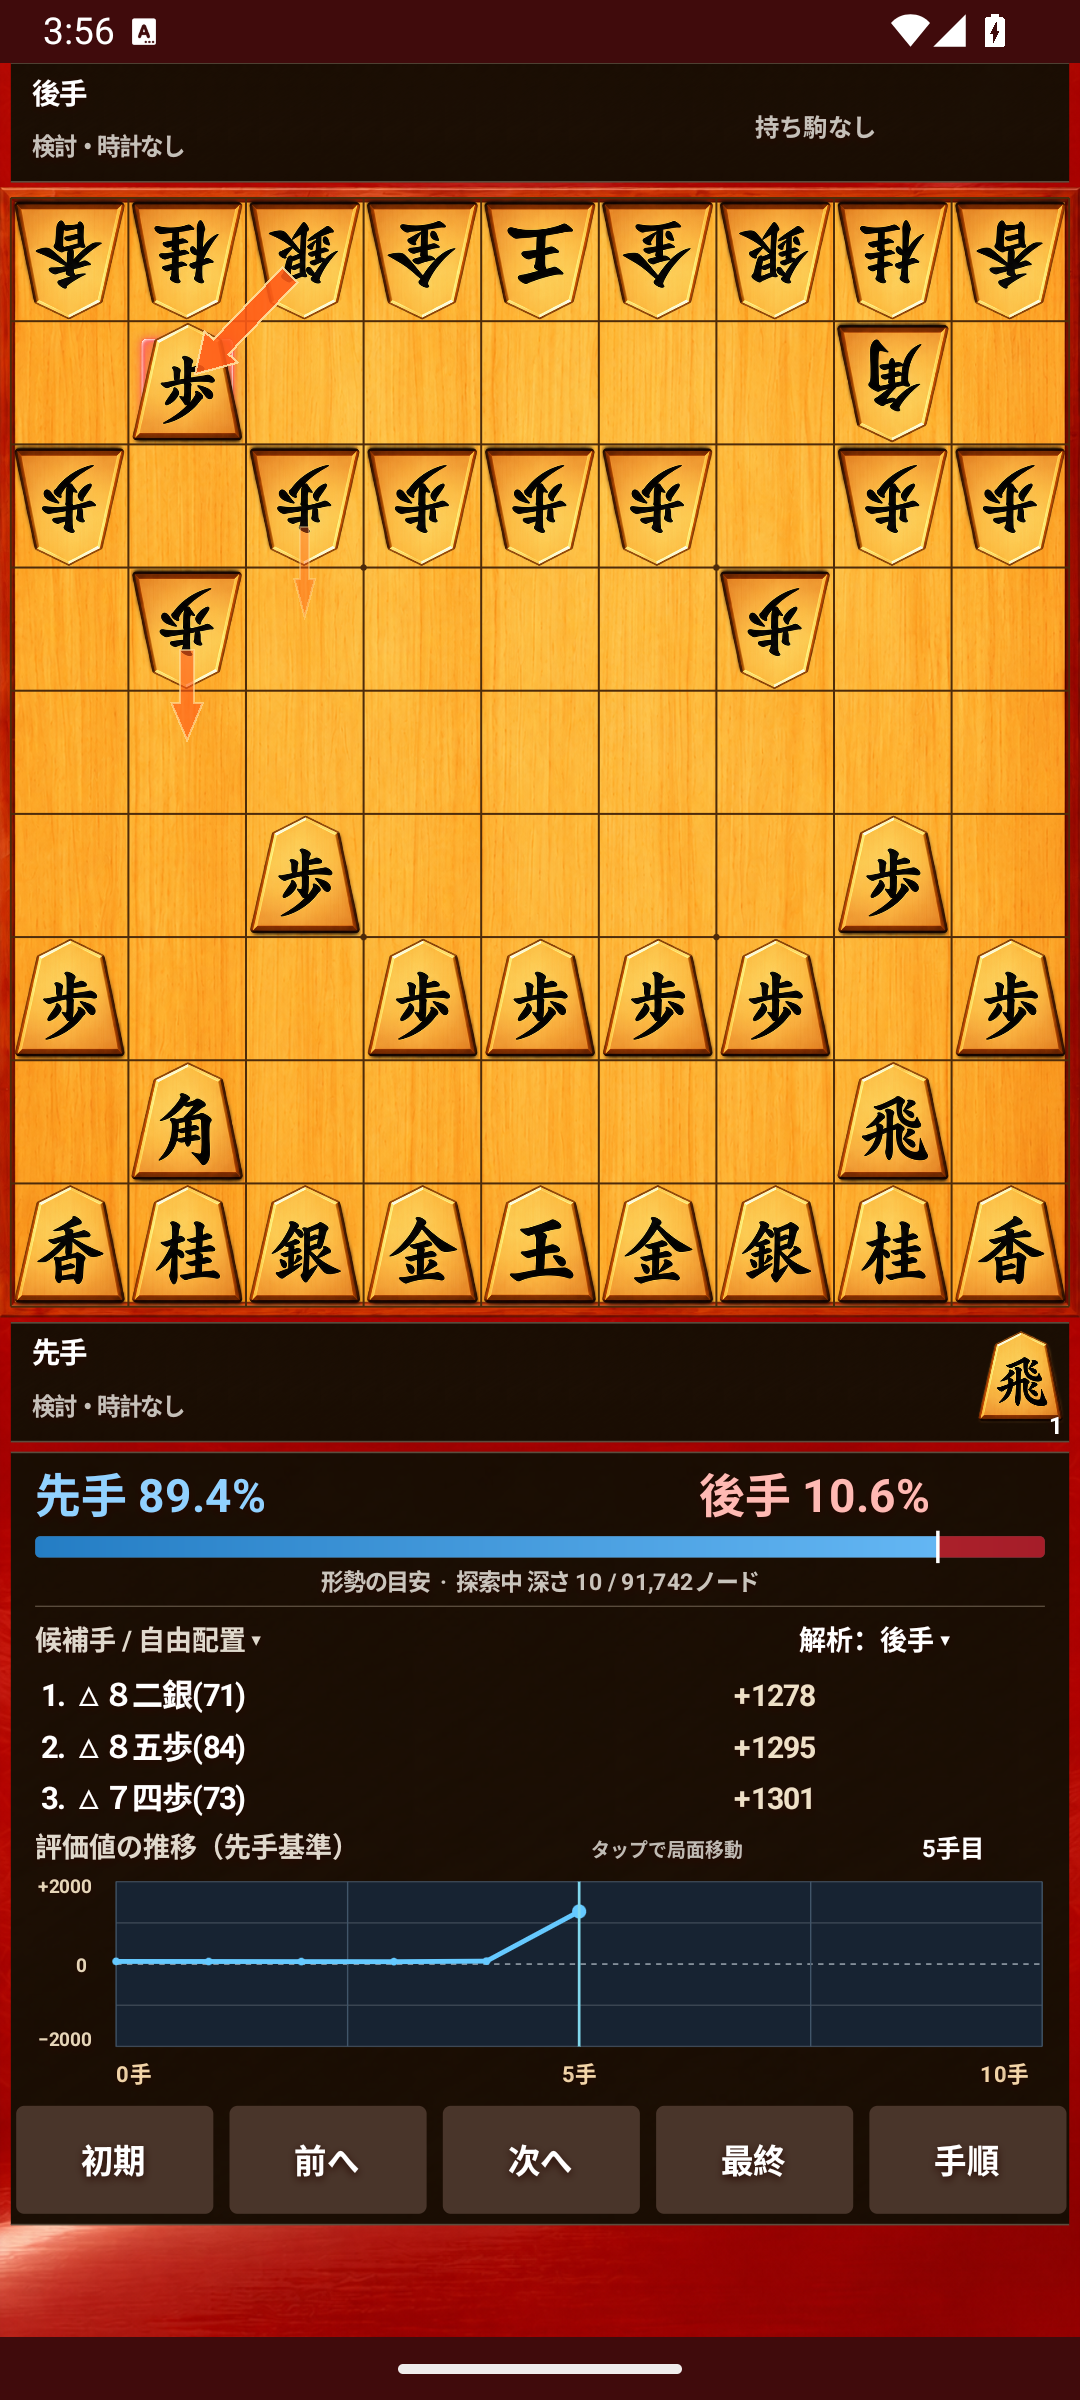 3:56 A
後手
検討・時計なし
持ち駒なし
香 桂 銀 金 王 金 銀 桂 香
歩 角
歩 歩 歩 歩 歩 歩 歩
歩 歩
歩 歩
歩 歩 歩 歩 歩 歩
角 飛
香 桂 銀 金 玉 金 銀 桂 香
先手
検討・時計なし
飛 1
先手 89.4% 後手 10.6%
形勢の目安 · 探索中 深さ 10 / 91,742ノード
候補手 / 自由配置 ▾ 解析：後手 ▾
1. △８二銀(71) +1278
2. △８五歩(84) +1295
3. △７四歩(73) +1301
評価値の推移（先手基準） タップで局面移動 5手目
+2000
0
−2000
0手 5手 10手
初期 前へ 次へ 最終 手順